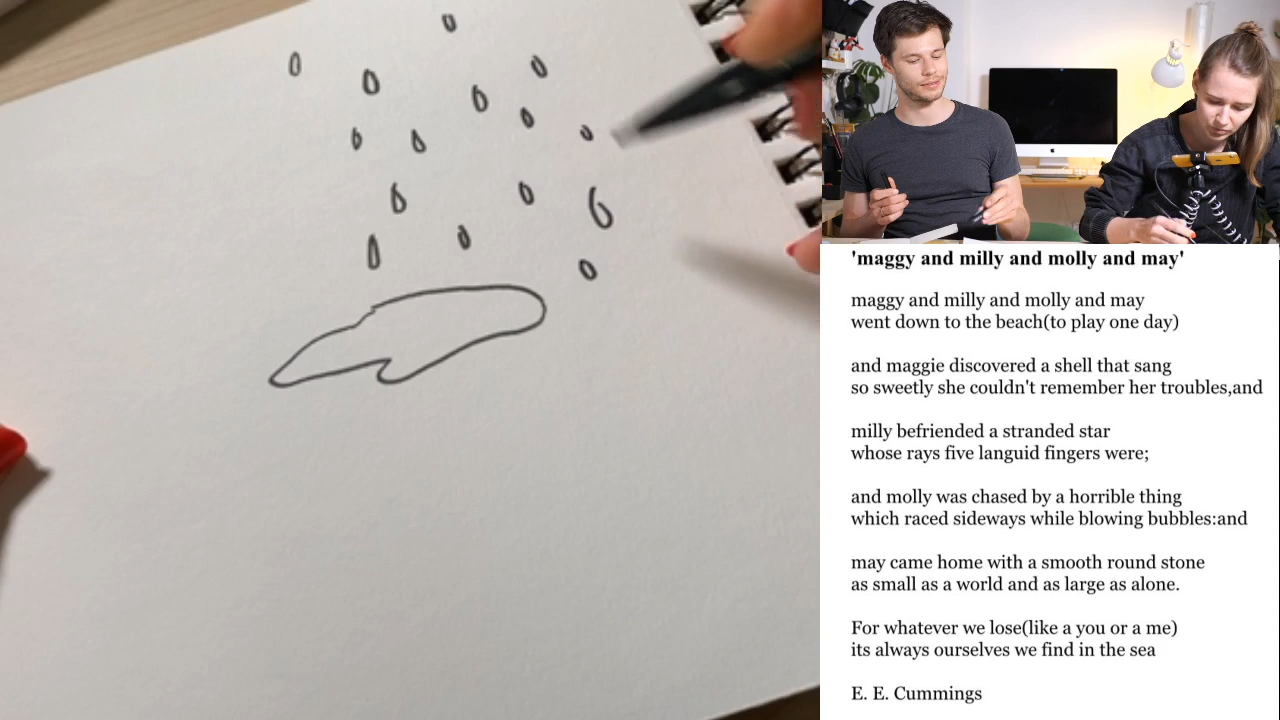 'maggy and milly and molly and may'
maggy and milly and molly and may
went down to the beach(to play one day)
and maggie discovered a shell that sang
so sweetly she couldn't remember her troubles,and
milly befriended a stranded star
whose rays five languid fingers were;
and molly was chased by a horrible thing
which raced sideways while blowing bubbles:and
may came home with a smooth round stone
as small as a world and as large as alone.
For whatever we lose(like a you or a me)
its always ourselves we find in the sea
E. E. Cummings